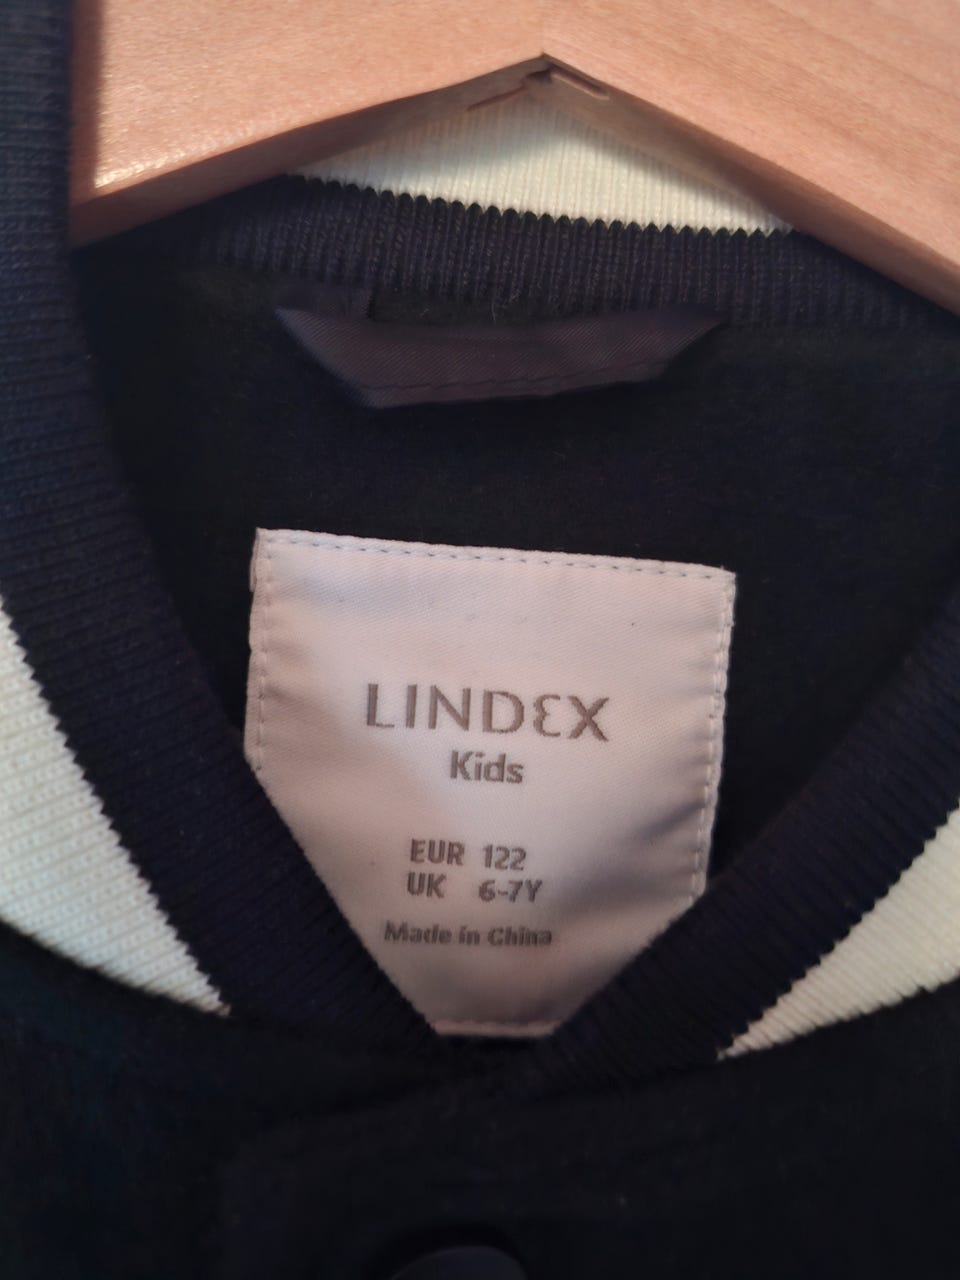 LINDEX
Kids
EUR 122
UK 6-7Y
Made in China